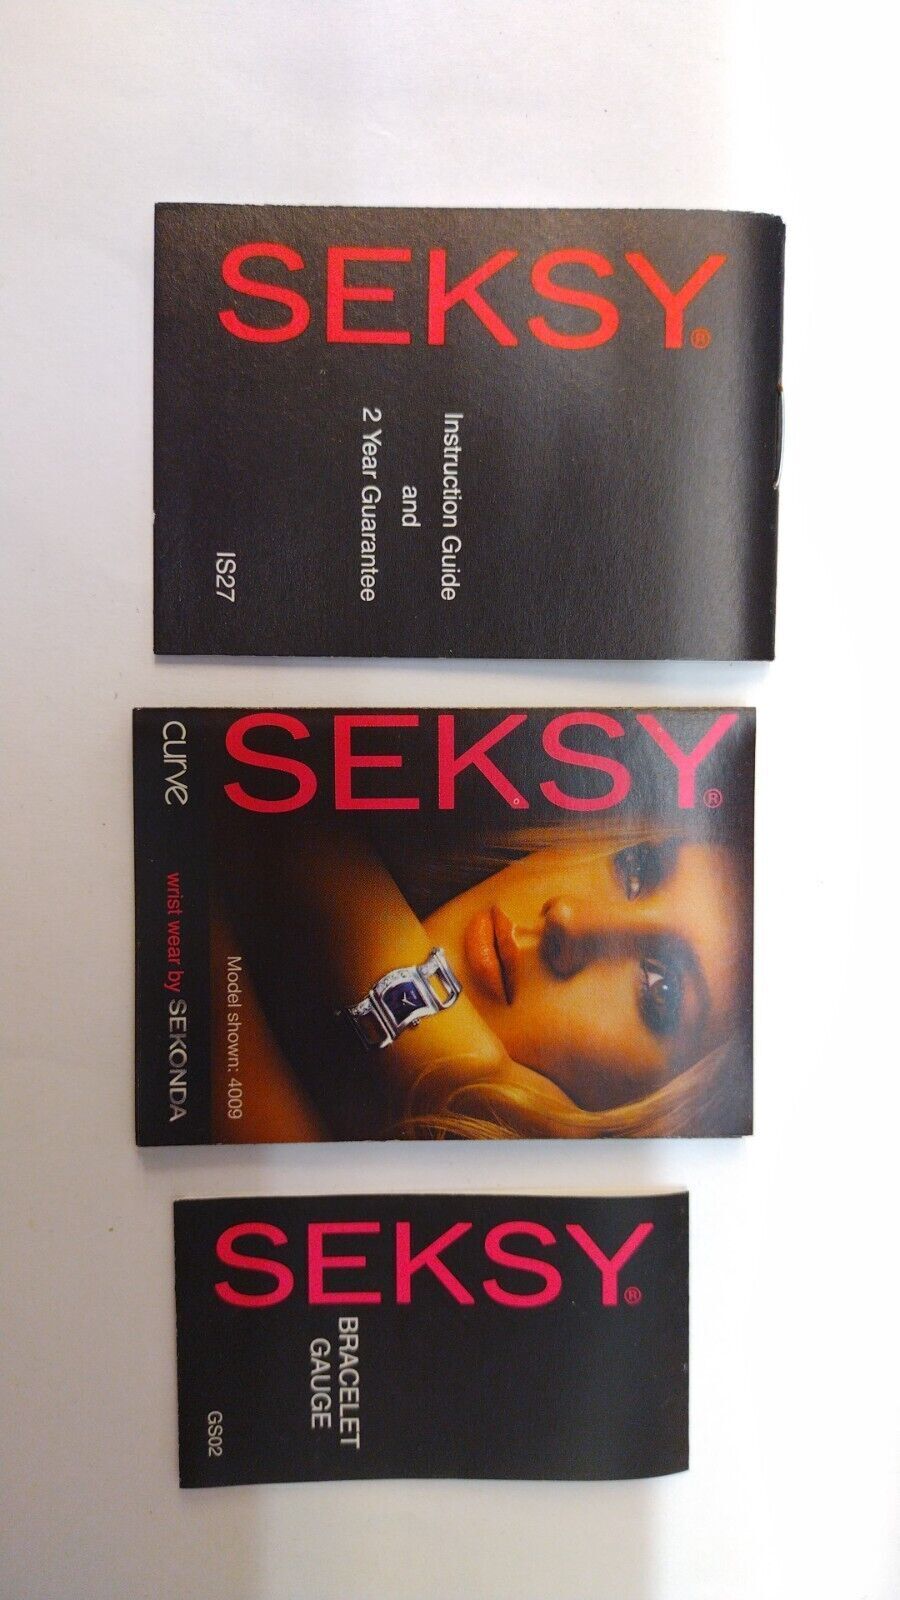 SEKSY®
Instruction Guide
and
2 Year Guarantee
IS27
SEKSY®
Model shown: 4009
curve wrist wear by SEKONDA
SEKSY®
BRACELET
GAUGE
GS02